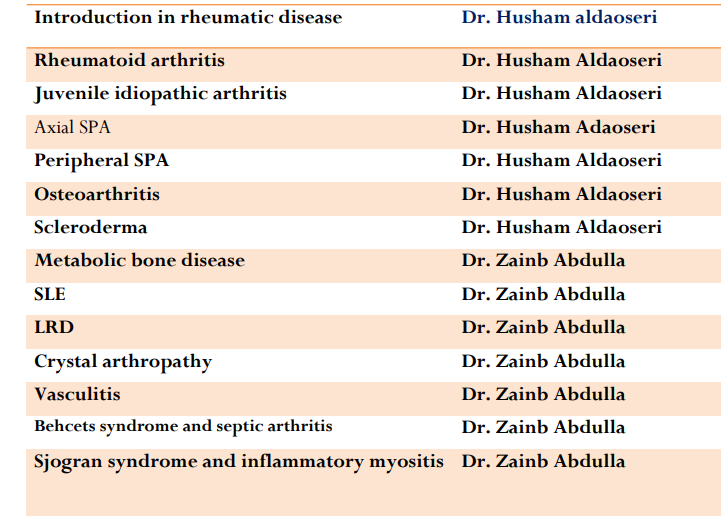 Introduction in rheumatic disease Dr. Husham aldaoseri
Rheumatoid arthritis Dr. Husham Aldaoseri
Juvenile idiopathic arthritis Dr. Husham Aldaoseri
Axial SPA Dr. Husham Adaoseri
Peripheral SPA Dr. Husham Aldaoseri
Osteoarthritis Dr. Husham Aldaoseri
Scleroderma Dr. Husham Aldaoseri
Metabolic bone disease Dr. Zainb Abdulla
SLE Dr. Zainb Abdulla
LRD Dr. Zainb Abdulla
Crystal arthropathy Dr. Zainb Abdulla
Vasculitis Dr. Zainb Abdulla
Behcets syndrome and septic arthritis Dr. Zainb Abdulla
Sjogran syndrome and inflammatory myositis Dr. Zainb Abdulla